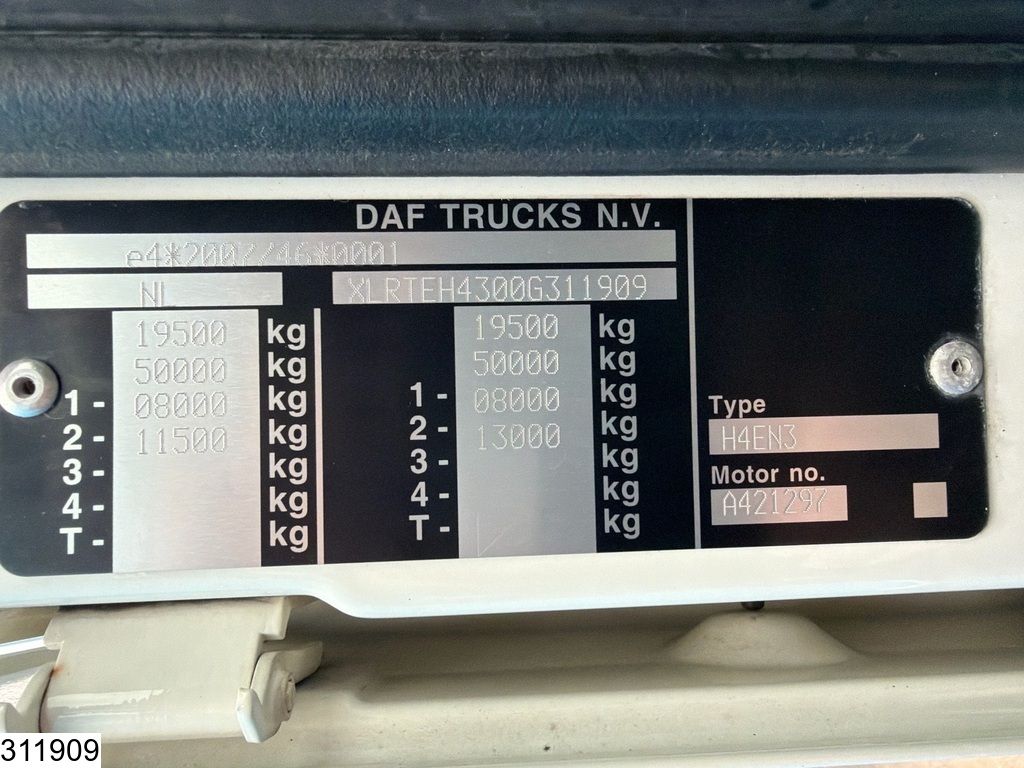 DAF TRUCKS N.V.
e4*2007/46*0001
NL XLRTEH4300G311909
19500 kg 19500 kg
50000 kg 50000 kg
1- 08000 kg 1- 08000 kg
2- 11500 kg 2- 13000 kg
3- kg 3- kg
4- kg 4- kg
T- kg T- kg
Type
H4EN3
Motor no.
A421297
311909